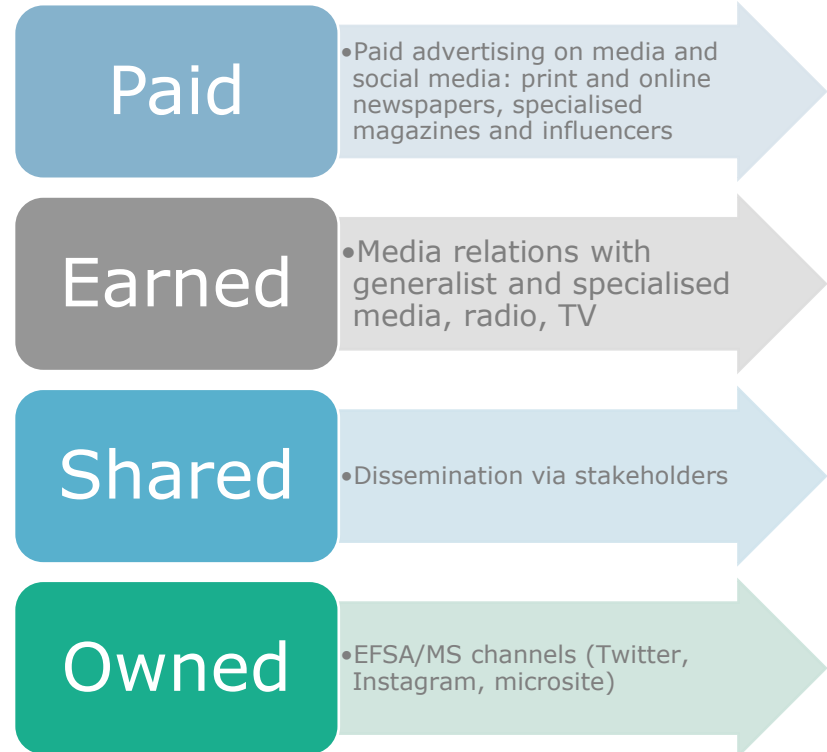 Paid
•Paid advertising on media and
social media: print and online
newspapers, specialised
magazines and influencers
Earned
•Media relations with
generalist and specialised
media, radio, TV
Shared
•Dissemination via stakeholders
Owned
•EFSA/MS channels (Twitter,
Instagram, microsite)